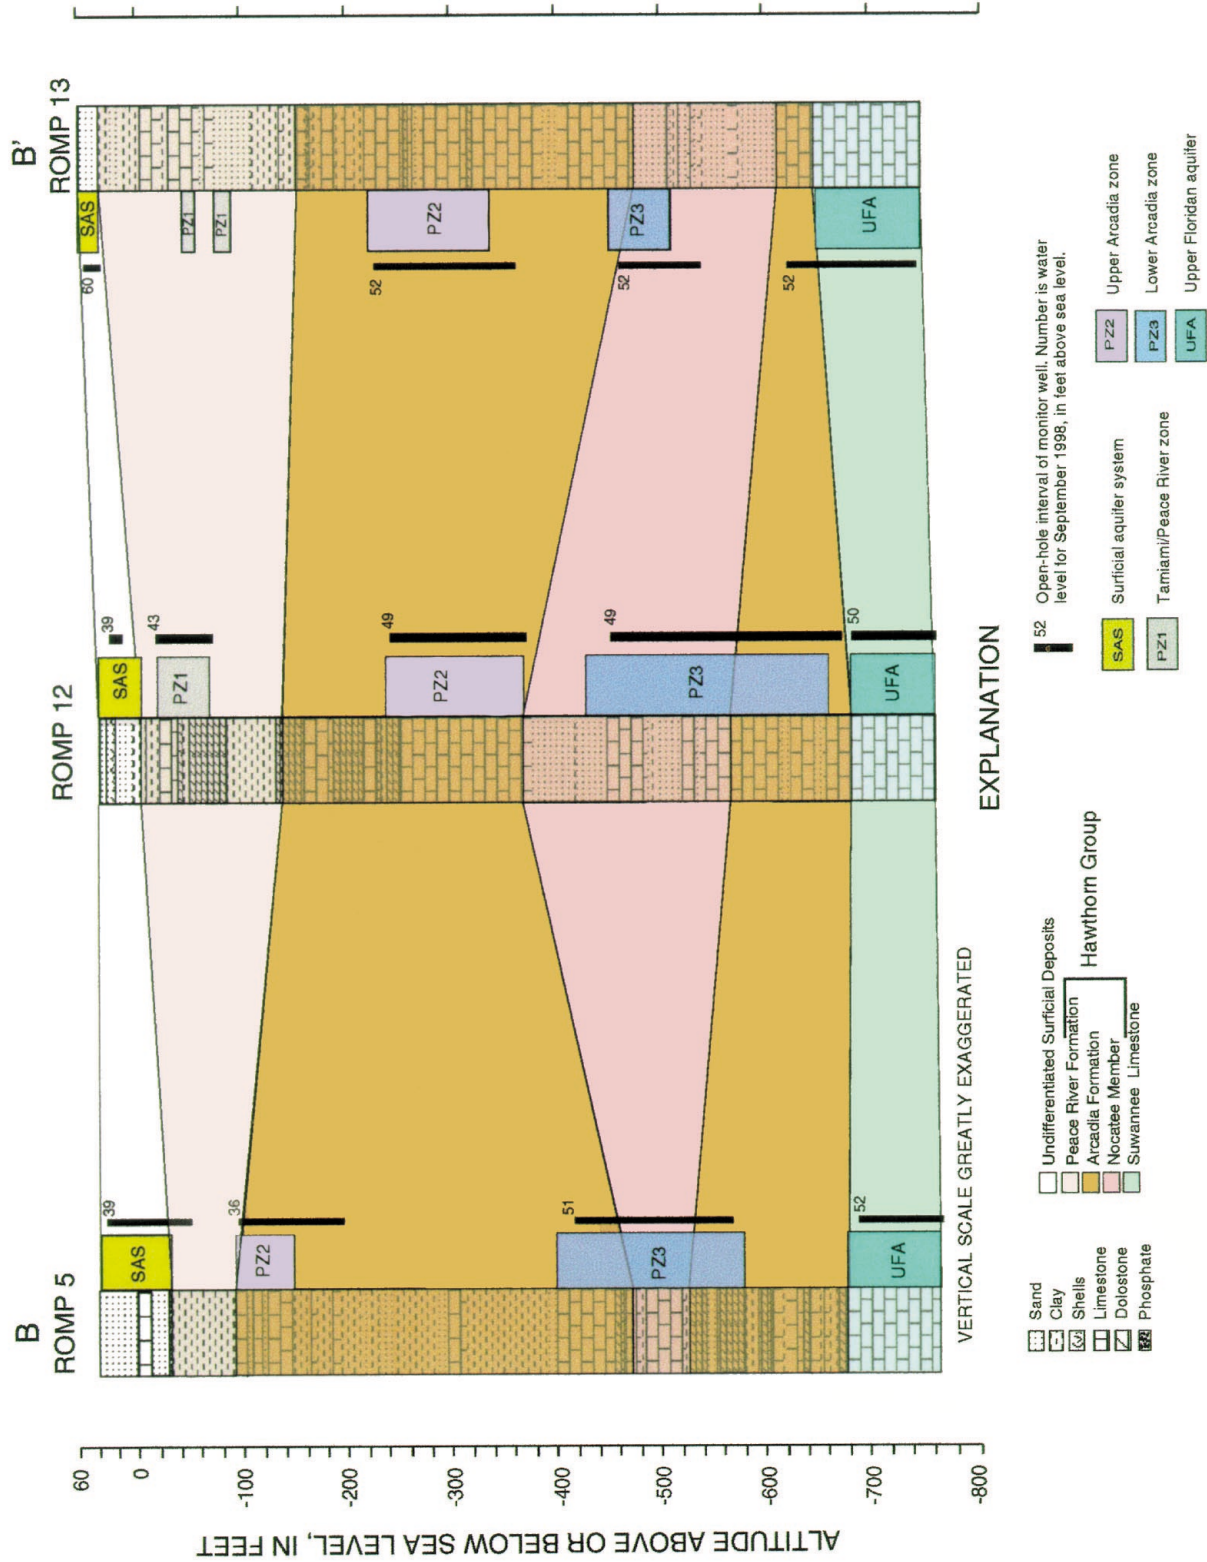 B
ROMP 5
ROMP 12
B'
ROMP 13
ALTITUDE ABOVE OR BELOW SEA LEVEL, IN FEET
60
0
-100
-200
-300
-400
-500
-600
-700
-800
SAS
39
PZ2
36
PZ3
51
UFA
52
SAS
39
PZ1
43
PZ2
49
PZ3
49
UFA
50
SAS
60
PZ1
PZ1
PZ2
52
PZ3
52
UFA
52
VERTICAL SCALE GREATLY EXAGGERATED
EXPLANATION
Sand
Clay
Shells
Limestone
Dolostone
Phosphate
Undifferentiated Surficial Deposits
Peace River Formation
Arcadia Formation
Nocatee Member
Suwannee Limestone
Hawthorn Group
52 Open-hole interval of monitor well. Number is water
level for September 1998, in feet above sea level.
SAS Surficial aquifer system
PZ1 Tamiami/Peace River zone
PZ2 Upper Arcadia zone
PZ3 Lower Arcadia zone
UFA Upper Floridan aquifer